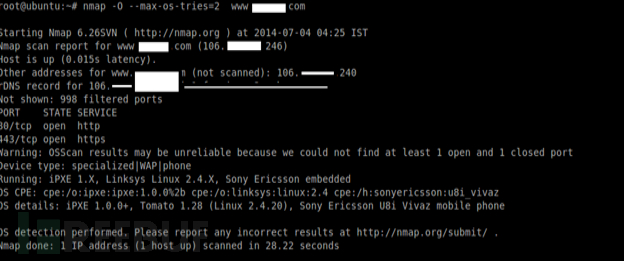 root@ubuntu:~# nmap -O --max-os-tries=2 www com
Starting Nmap 6.26SVN ( http://nmap.org ) at 2014-07-04 04:25 IST
Nmap scan report for www com (106. 246)
Host is up (0.015s latency).
Other addresses for www. n (not scanned): 106. 240
rDNS record for 106.
Not shown: 998 filtered ports
PORT STATE SERVICE
80/tcp open http
443/tcp open https
Warning: OSScan results may be unreliable because we could not find at least 1 open and 1 closed port
Device type: specialized|WAP|phone
Running: iPXE 1.X, Linksys Linux 2.4.X, Sony Ericsson embedded
OS CPE: cpe:/o:ipxe:ipxe:1.0.0%2b cpe:/o:linksys:linux:2.4 cpe:/h:sonyericsson:u8i_vivaz
OS details: iPXE 1.0.0+, Tomato 1.28 (Linux 2.4.20), Sony Ericsson U8i Vivaz mobile phone
REEBUF
OS detection performed. Please report any incorrect results at http://nmap.org/submit/ .
Nmap done: 1 IP address (1 host up) scanned in 28.22 seconds